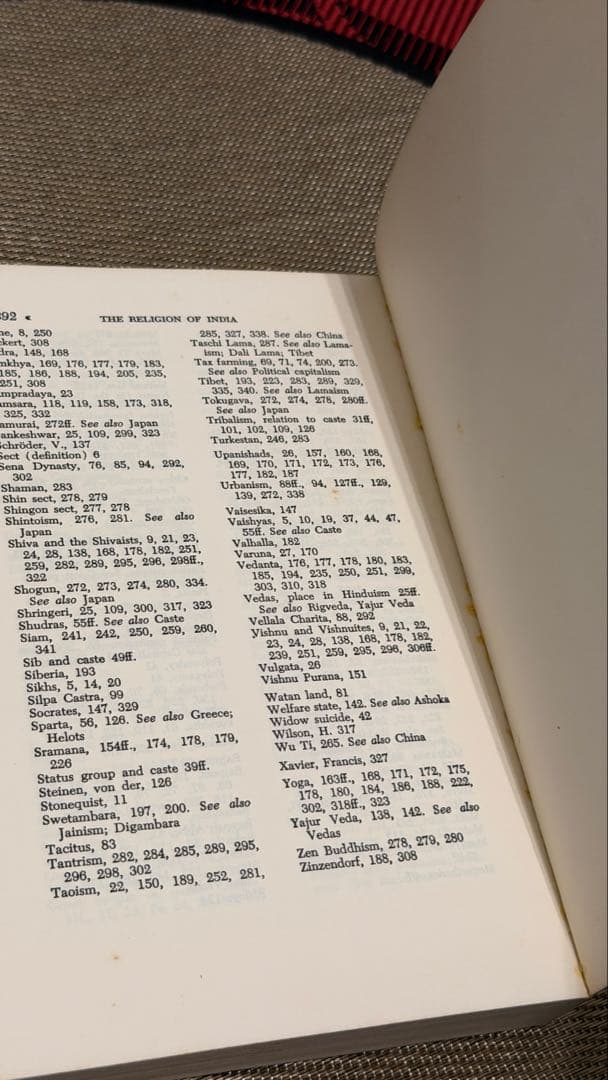 392
THE RELIGION OF INDIA
8, 250
308
148, 168
169, 176, 177, 179, 183,
185, 186, 188, 194, 205, 235,
251, 308
23
118, 119, 158, 173, 318,
325, 332
amurai, 272ff. See also Japan
ankeshwar, 25, 109, 299, 323
Schröder, V., 137
Sect (definition) 6
Sena Dynasty, 76, 85, 94, 292,
302
Shaman, 283
Shin sect, 278, 279
Shingon sect, 277, 278
Shintoism, 276, 281. See also
Japan
Shiva and the Shivaists, 9, 21, 23,
24, 28, 138, 168, 178, 182, 251,
259, 282, 289, 295, 296, 298ff.,
322
Shogun, 272, 273, 274, 280, 334.
See also Japan
Shringeri, 25, 109, 300, 317, 323
Shudras, 55ff. See also Caste
Siam, 241, 242, 250, 259, 260,
341
Sib and caste 49ff.
Siberia, 193
Sikhs, 5, 14, 20
Silpa Castra, 99
Socrates, 147, 329
Sparta, 56, 126. See also Greece;
Helots
Sramana, 154ff., 174, 178, 179,
226
Status group and caste 39ff.
Steinen, von der, 126
Stonequist, 11
Swetambara, 197, 200. See also
Jainism; Digambara
Tacitus, 83
Tantrism, 282, 284, 285, 289, 295,
296, 298, 302
Taoism, 22, 150, 189, 252, 281,
285, 327, 338. See also China
Taschi Lama, 287. See also Lama-
ism; Dali Lama; Tibet
Tax farming, 69, 71, 74, 200, 273.
See also Political capitalism
Tibet, 193, 223, 283, 289, 329,
335, 340. See also Lamaism
Tokugava, 272, 274, 278, 280ff.
See also Japan
Tribalism, relation to caste 31ff,
101, 102, 109, 126
Turkestan, 246, 283
Upanishads, 26, 157, 160, 168,
169, 170, 171, 172, 173, 176,
177, 182, 187
Urbanism, 88ff., 94, 127ff., 129,
139, 272, 338
Vaisesika, 147
Vaishyas, 5, 10, 19, 37, 44, 47,
55ff. See also Caste
Valhalla, 182
Varuna, 27, 170
Vedanta, 176, 177, 178, 180, 183,
185, 194, 235, 250, 251, 299,
303, 310, 318
Vedas, place in Hinduism 25ff.
See also Rigveda, Yajur Veda
Vellala Charita, 88, 292
Vishnu and Vishnuites, 9, 21, 22,
23, 24, 28, 138, 168, 178, 182,
239, 251, 259, 295, 296, 306ff.
Vulgata, 26
Vishnu Purana, 151
Watan land, 81
Welfare state, 142. See also Ashoka
Widow suicide, 42
Wilson, H. 317
Wu Ti, 265. See also China
Xavier, Francis, 327
Yoga, 163ff., 168, 171, 172, 175,
178, 180, 184, 186, 188, 222,
302, 318ff., 323
Yajur Veda, 138, 142. See also
Vedas
Zen Buddhism, 278, 279, 280
Zinzendorf, 188, 308